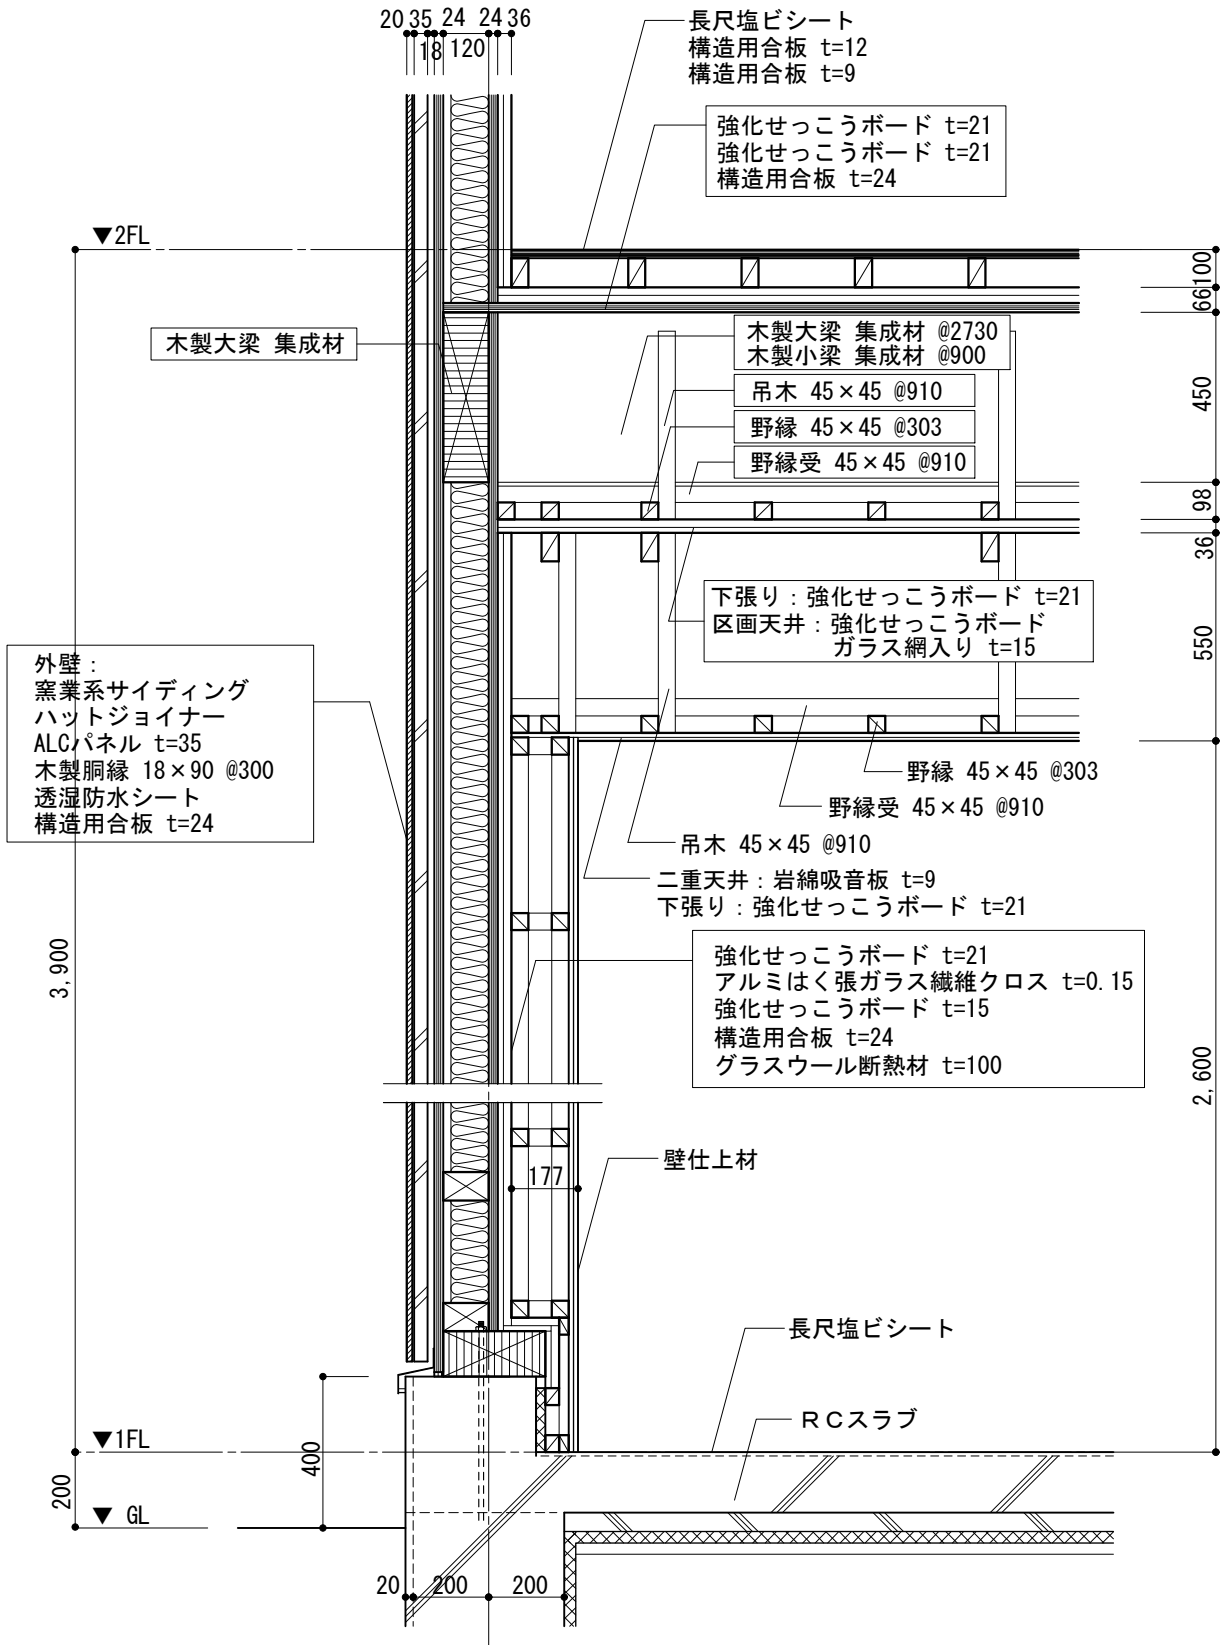 20 35 24 24 36
18 120
長尺塩ビシート
構造用合板 t=12
構造用合板 t=9
強化せっこうボード t=21
強化せっこうボード t=21
構造用合板 t=24
▼2FL
100
66
木製大梁 集成材
木製大梁 集成材 @2730
木製小梁 集成材 @900
吊木 45×45 @910
野縁 45×45 @303
野縁受 45×45 @910
450
98
36
下張り：強化せっこうボード t=21
区画天井：強化せっこうボード
ガラス網入り t=15
550
外壁：
窯業系サイディング
ハットジョイナー
ALCパネル t=35
木製胴縁 18×90 @300
透湿防水シート
構造用合板 t=24
野縁 45×45 @303
野縁受 45×45 @910
吊木 45×45 @910
二重天井：岩綿吸音板 t=9
下張り：強化せっこうボード t=21
3,900
強化せっこうボード t=21
アルミはく張ガラス繊維クロス t=0.15
強化せっこうボード t=15
構造用合板 t=24
グラスウール断熱材 t=100
2,600
壁仕上材
177
長尺塩ビシート
ＲＣスラブ
▼1FL
400
200
▼ GL
20 200 200